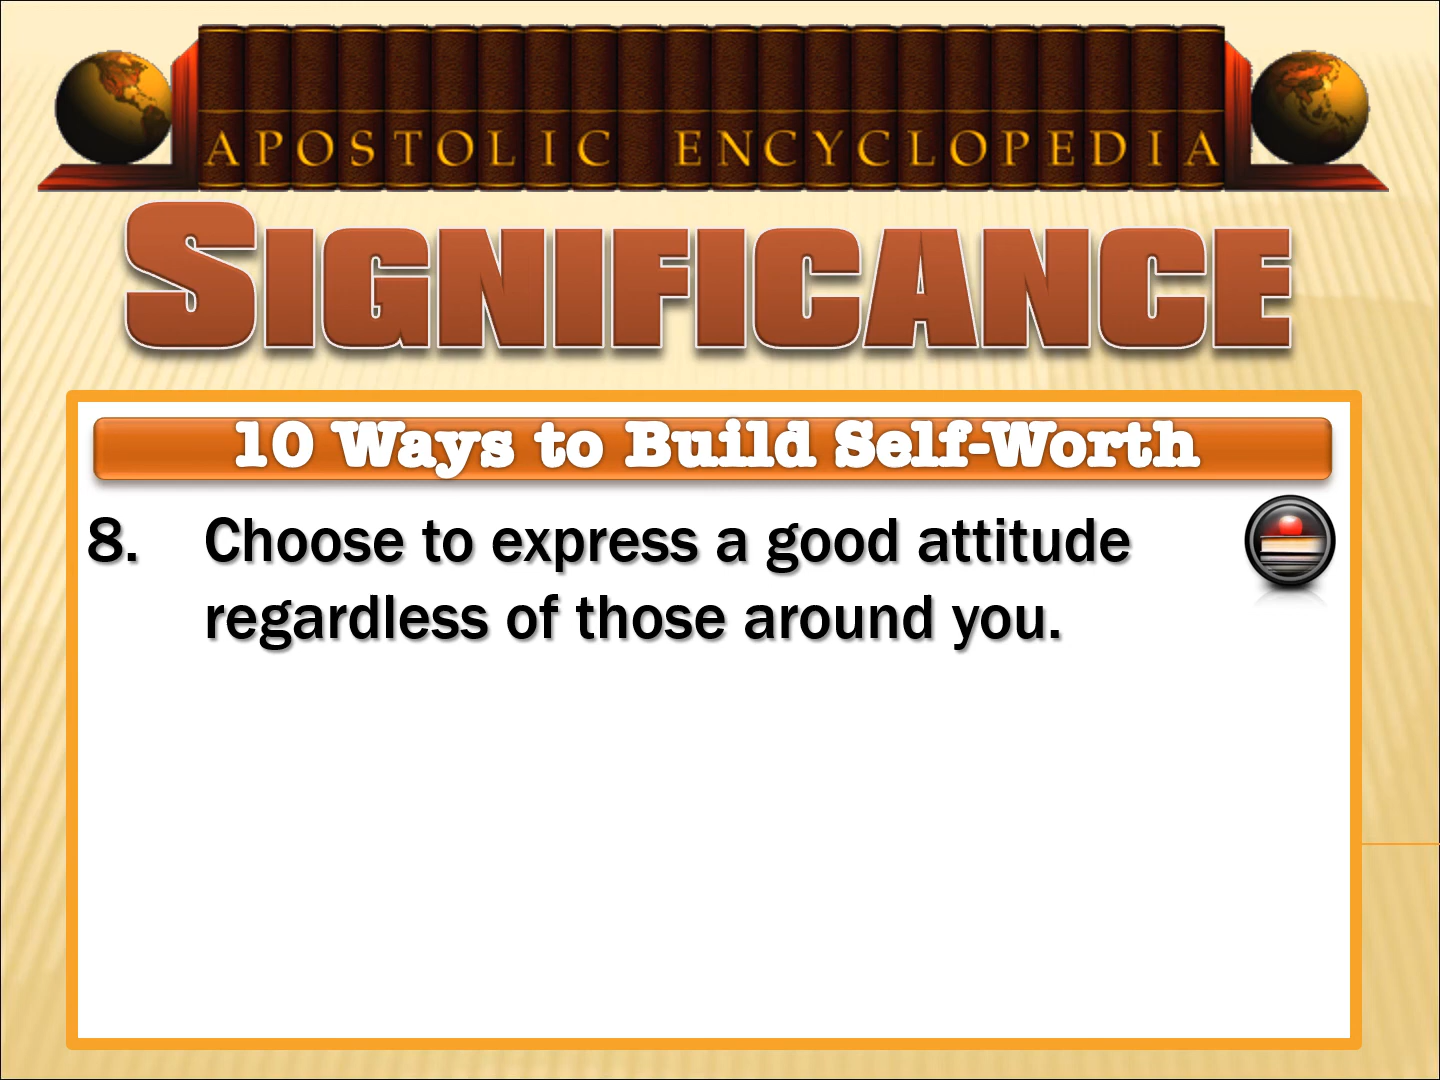 APOSTOLIC ENCYCLOPEDIA
SIGNIFICANCE
10 Ways to Build Self-Worth
8. Choose to express a good attitude
regardless of those around you.